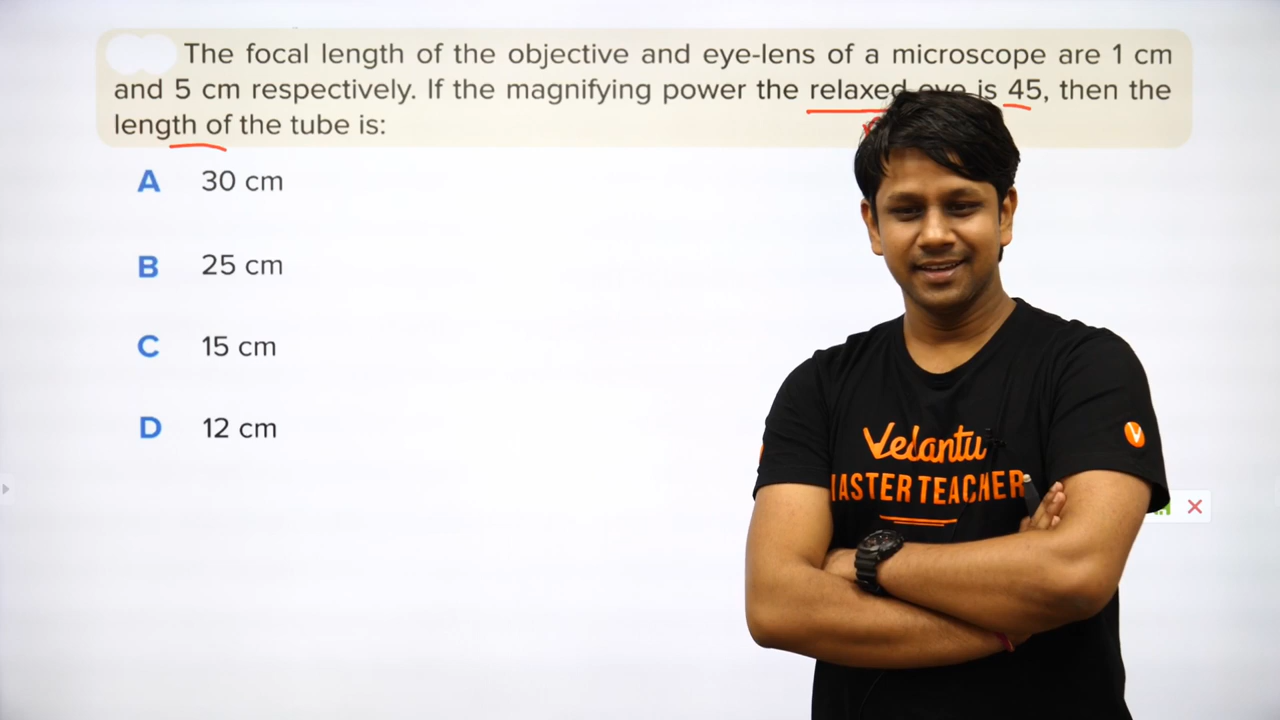 The focal length of the objective and eye-lens of a microscope are 1 cm
and 5 cm respectively. If the magnifying power the relaxed eye is 45, then the
length of the tube is:
A 30 cm
B 25 cm
C 15 cm
D 12 cm
Vedantu
MASTER TEACHER
V